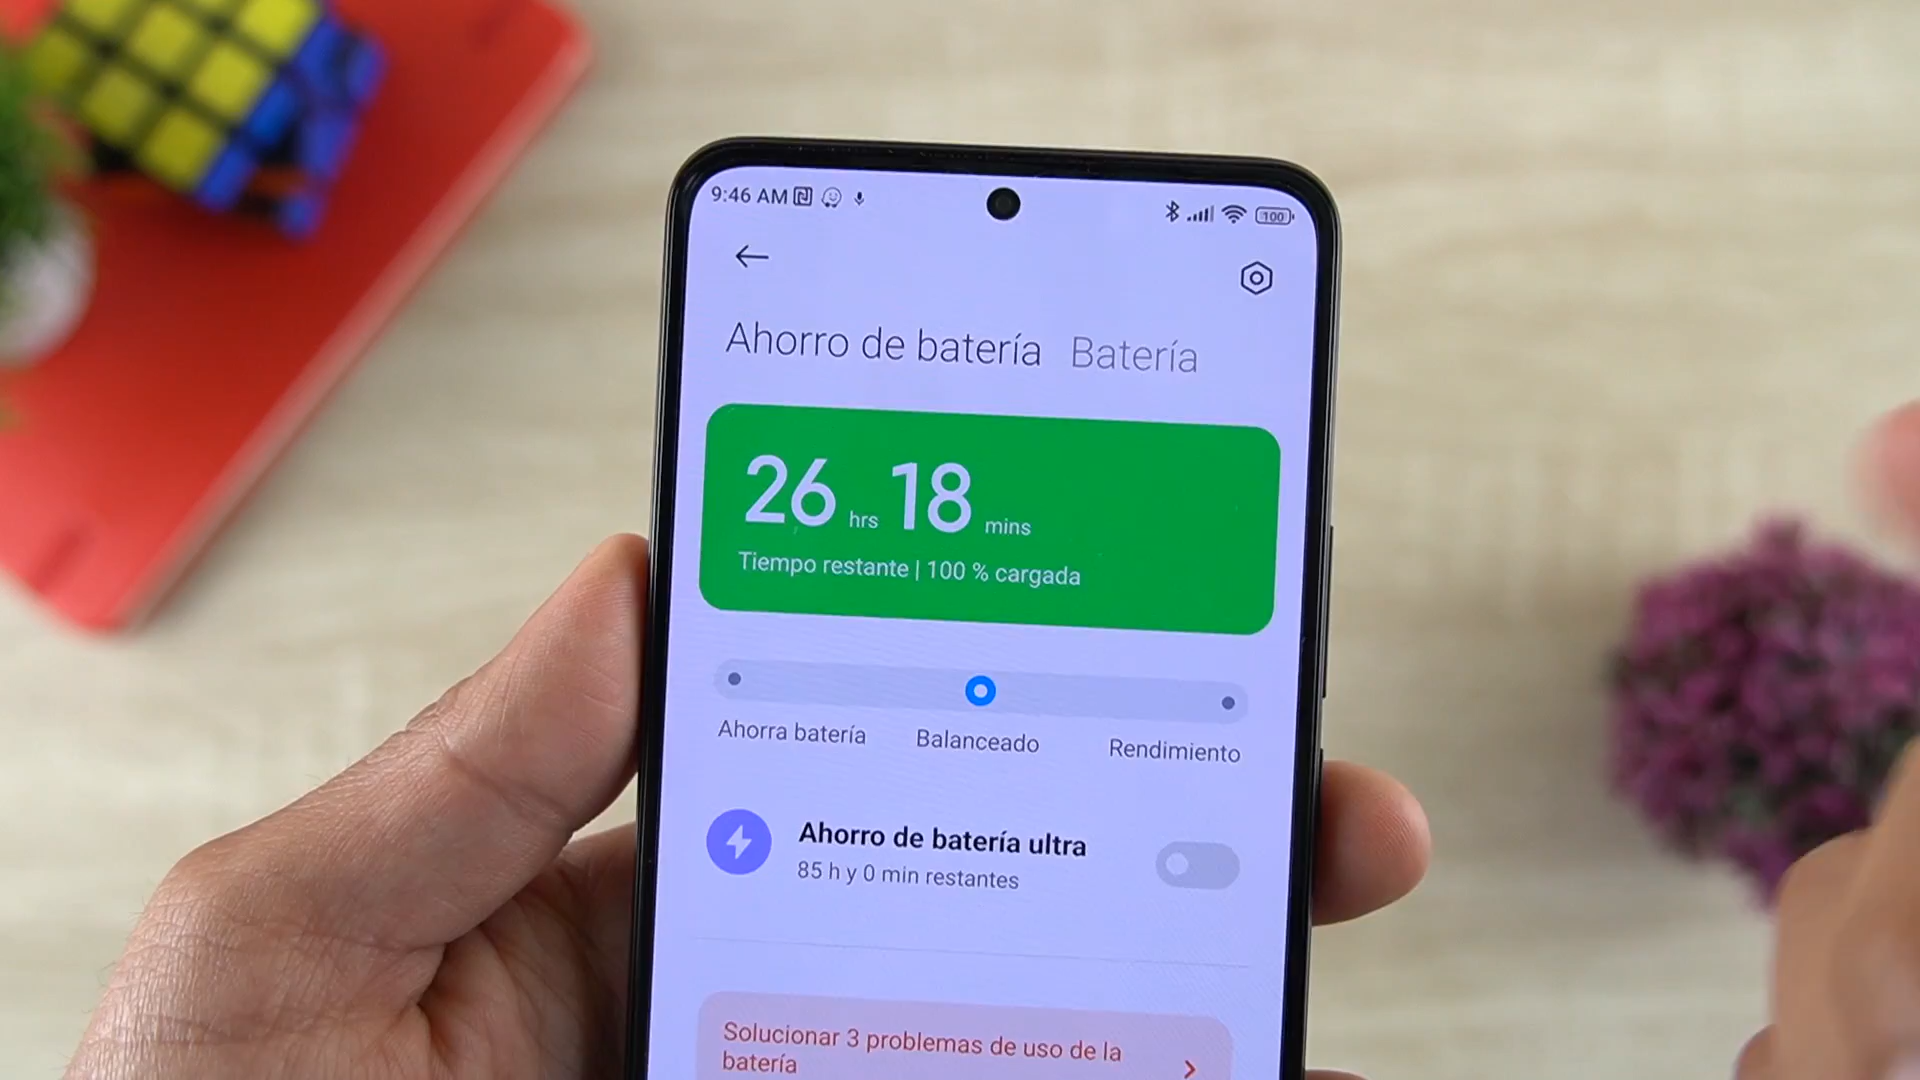 9:46 AM
100
Ahorro de batería Batería
26 hrs 18 mins
Tiempo restante | 100 % cargada
Ahorra batería Balanceado Rendimiento
Ahorro de batería ultra
85 h y 0 min restantes
Solucionar 3 problemas de uso de la
batería